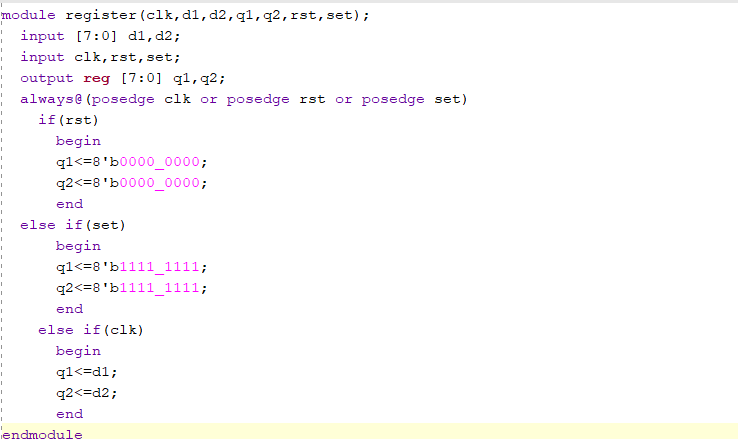 module register(clk,d1,d2,q1,q2,rst,set);
input [7:0] d1,d2;
input clk,rst,set;
output reg [7:0] q1,q2;
always@(posedge clk or posedge rst or posedge set)
if(rst)
begin
q1<=8'b0000_0000;
q2<=8'b0000_0000;
end
else if(set)
begin
q1<=8'b1111_1111;
q2<=8'b1111_1111;
end
else if(clk)
begin
q1<=d1;
q2<=d2;
end
endmodule